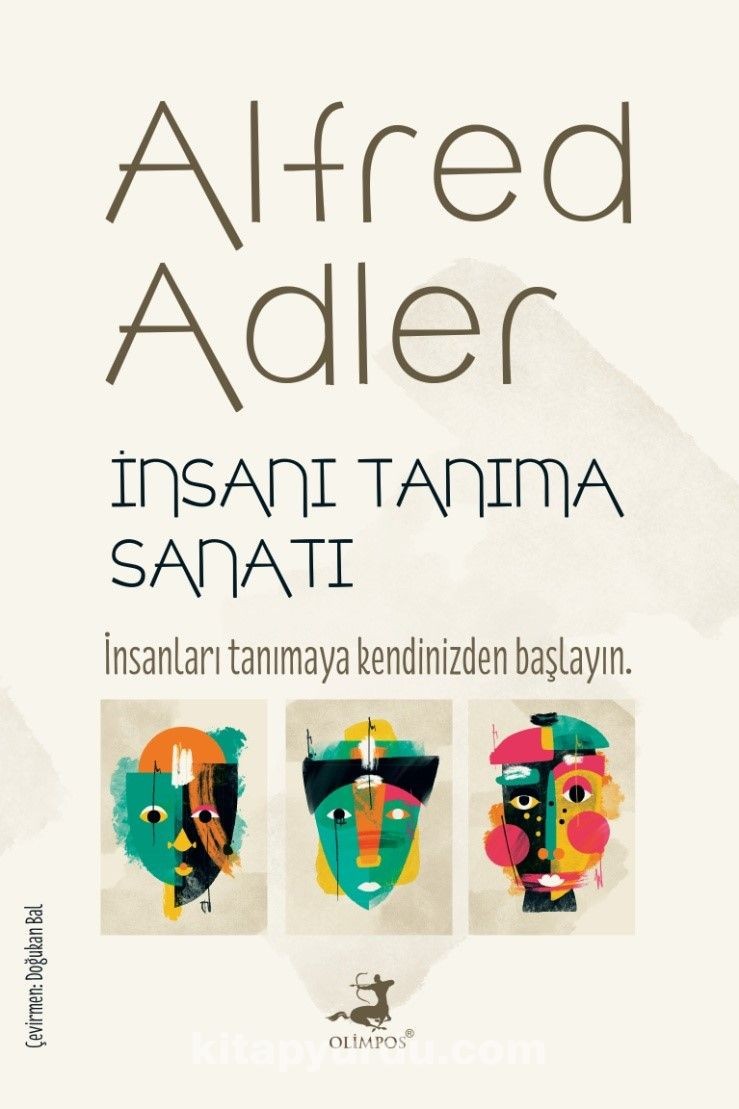 Alfred
Adler
İNSANI TANIMA
SANATI
İnsanları tanımaya kendinizden başlayın.
Çevirmen: Doğukan Bal
OLİMPOS®
kitapyurdu.com